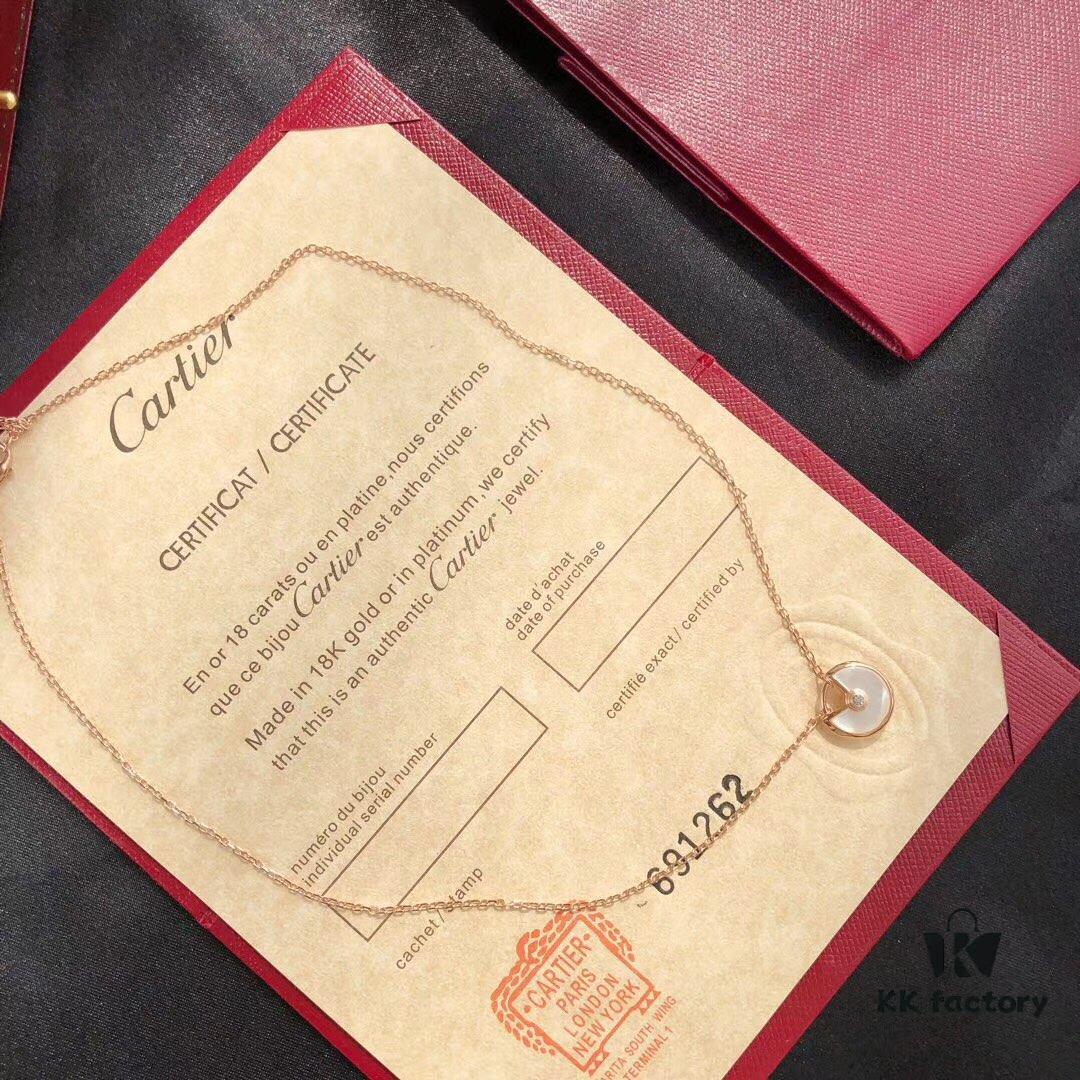 Cartier
CERTIFICAT / CERTIFICATE
En or 18 carats ou en platine,nous certifions
que ce bijou Cartier est authentique.
Made in 18K gold or in platinum,we certify
that this is an authentic Cartier jewel.
date d'achat
date of purchase
certifié exact / certified by
numéro du bijou
individual serial number
cachet / stamp
691262
CARTIER
PARIS
LONDON
NEW YORK
SOUTH WING
TERMINAL 1
KK factory